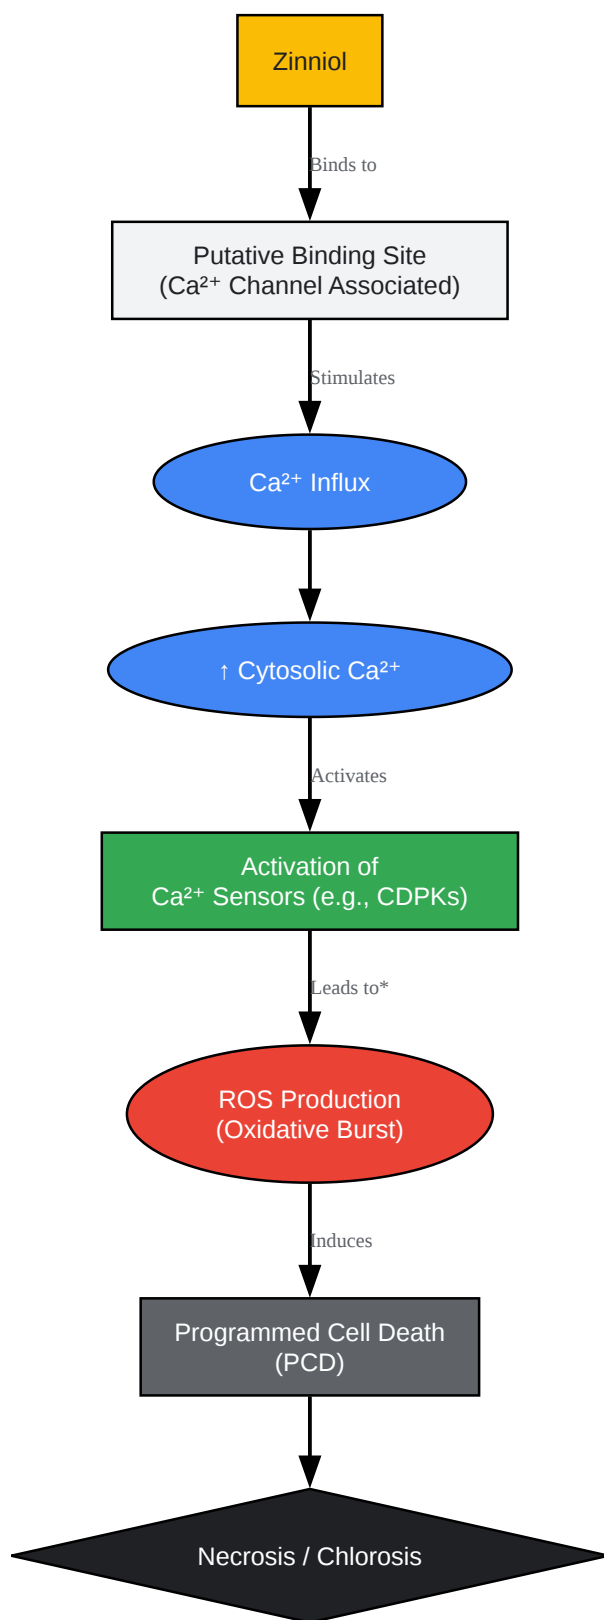 Zinniol
Binds to
Putative Binding Site
(Ca²⁺ Channel Associated)
Stimulates
Ca²⁺ Influx
↑ Cytosolic Ca²⁺
Activates
Activation of
Ca²⁺ Sensors (e.g., CDPKs)
Leads to*
ROS Production
(Oxidative Burst)
Induces
Programmed Cell Death
(PCD)
Necrosis / Chlorosis